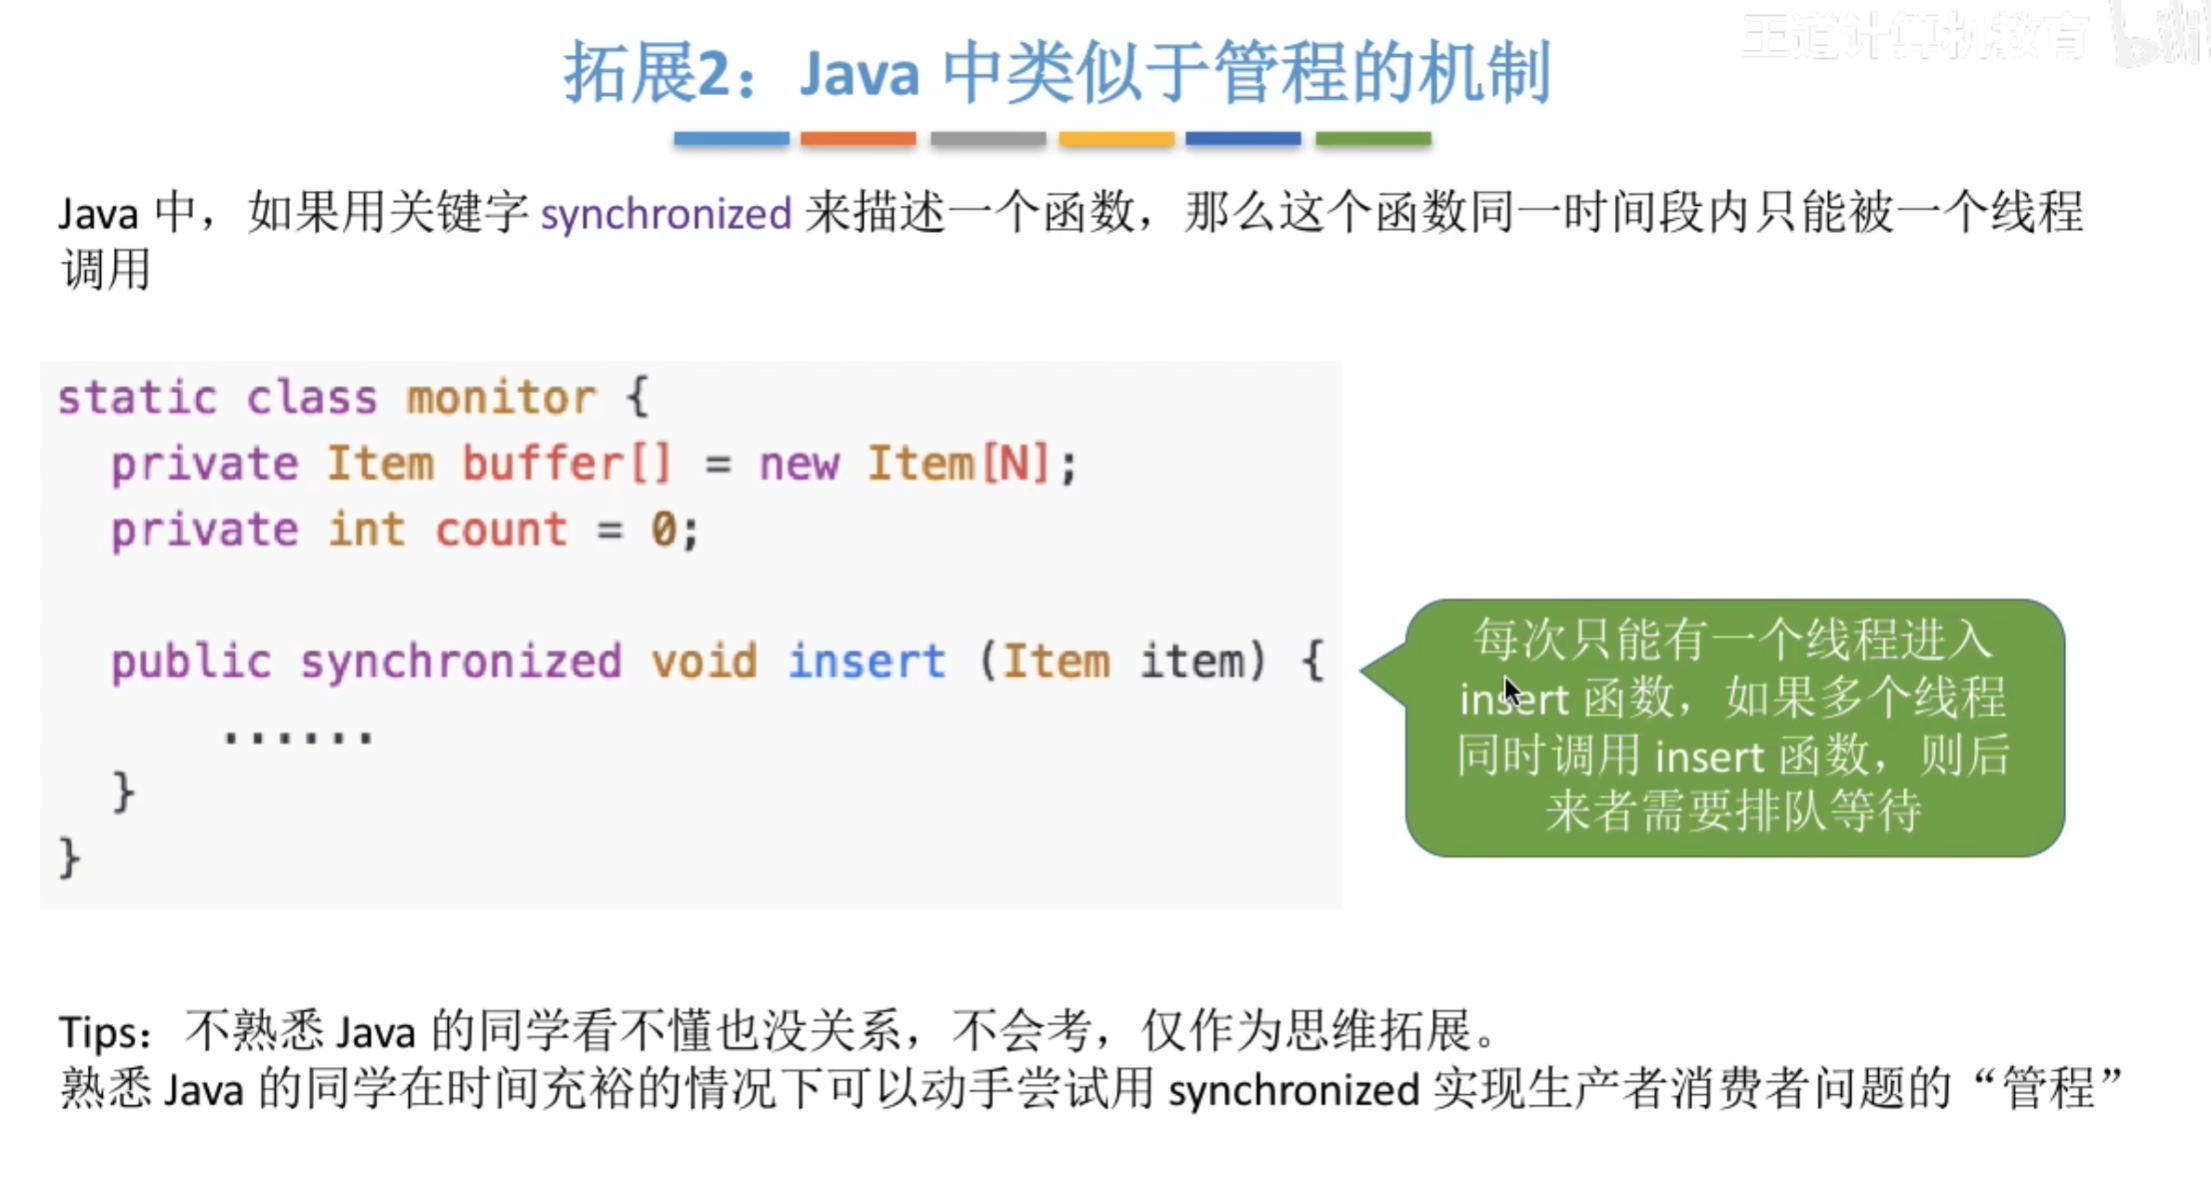 王道计算机教育 bili
拓展2：Java 中类似于管程的机制
Java 中，如果用关键字 synchronized 来描述一个函数，那么这个函数同一时间段内只能被一个线程
调用
static class monitor {
private Item buffer[] = new Item[N];
private int count = 0;
public synchronized void insert (Item item) {
......
}
}
每次只能有一个线程进入
insert 函数，如果多个线程
同时调用 insert 函数，则后
来者需要排队等待
Tips：不熟悉 Java 的同学看不懂也没关系，不会考，仅作为思维拓展。
熟悉 Java 的同学在时间充裕的情况下可以动手尝试用 synchronized 实现生产者消费者问题的“管程”